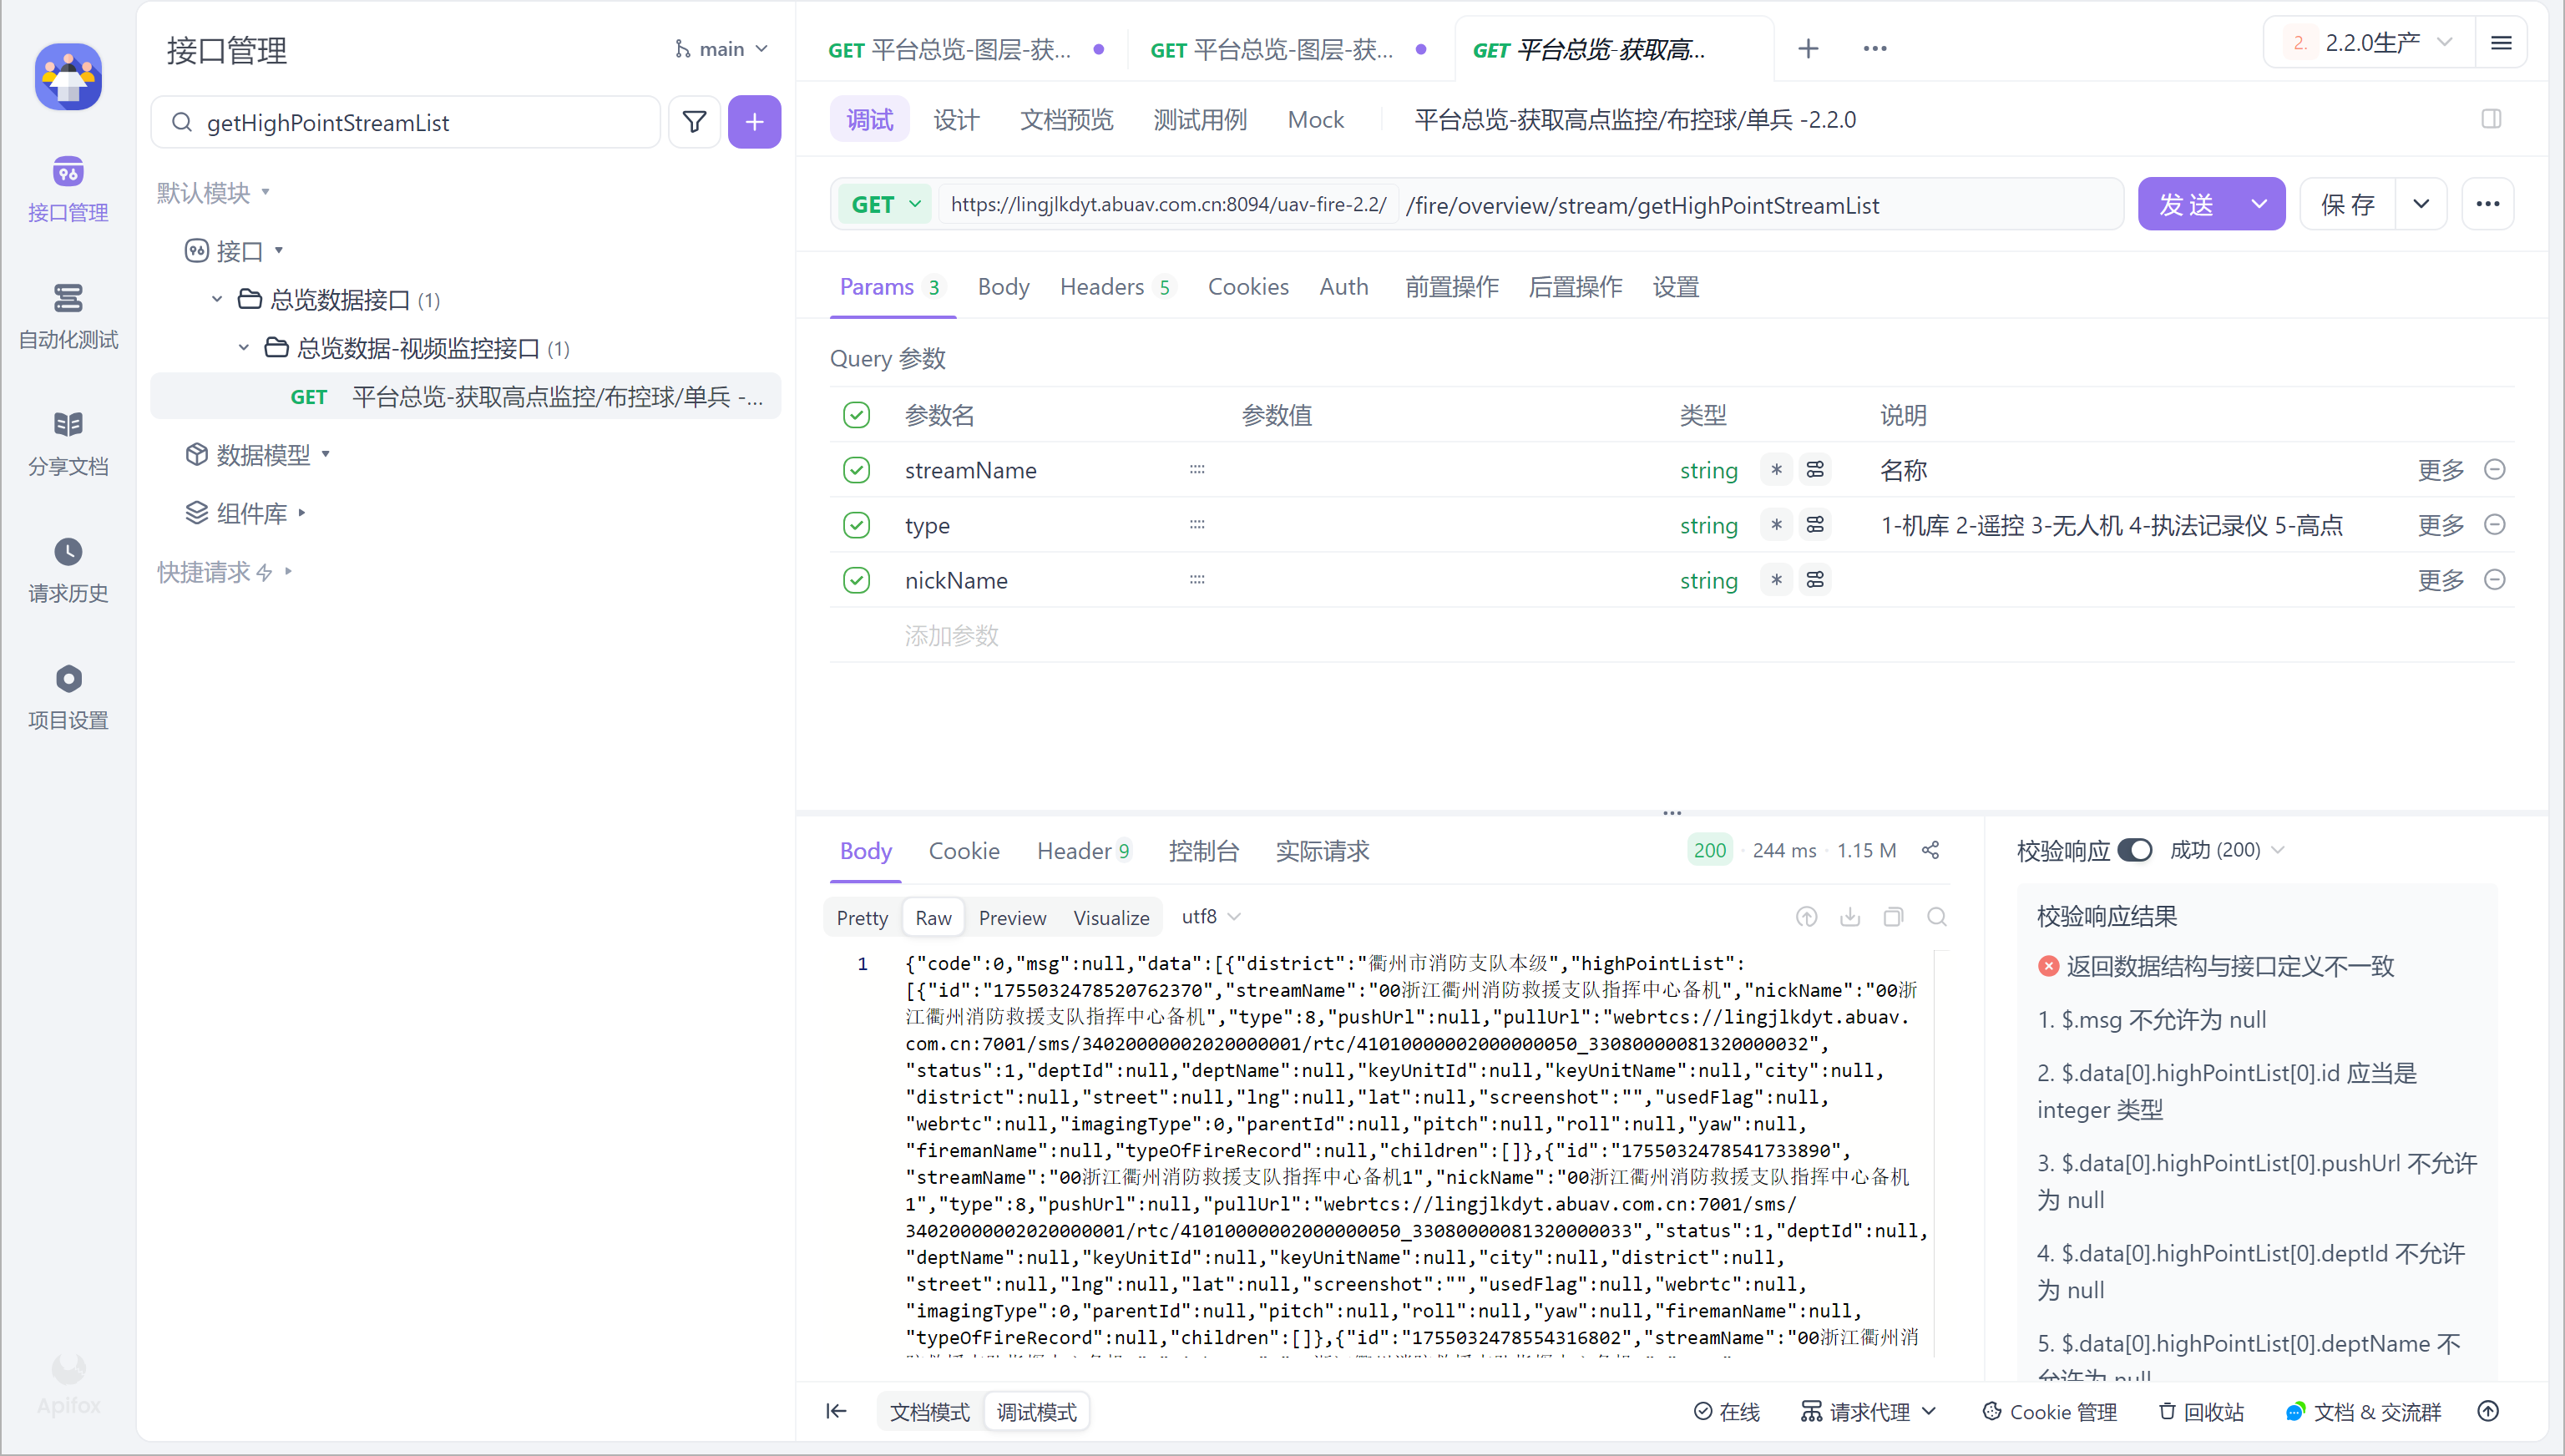 接口管理
自动化测试
分享文档
请求历史
项目设置
Apifox
接口管理
main
getHighPointStreamList
默认模块
接口
总览数据接口 (1)
总览数据-视频监控接口 (1)
GET 平台总览-获取高点监控/布控球/单兵 -...
数据模型
组件库
快捷请求
GET 平台总览-图层-获...
GET 平台总览-图层-获...
GET 平台总览-获取高...
2. 2.2.0生产
调试 设计 文档预览 测试用例 Mock 平台总览-获取高点监控/布控球/单兵 -2.2.0
GET https://lingjlkdyt.abuav.com.cn:8094/uav-fire-2.2/ /fire/overview/stream/getHighPointStreamList
发 送
保 存
Params 3 Body Headers 5 Cookies Auth 前置操作 后置操作 设置
Query 参数
参数名 参数值 类型 说明
streamName string * 名称 更多
type string * 1-机库 2-遥控 3-无人机 4-执法记录仪 5-高点 更多
nickName string * 更多
添加参数
Body Cookie Header 9 控制台 实际请求
200 · 244 ms · 1.15 M
Pretty Raw Preview Visualize utf8
1 {"code":0,"msg":null,"data":[{"district":"衢州市消防支队本级","highPointList":
[{"id":"1755032478520762370","streamName":"00浙江衢州消防救援支队指挥中心备机","nickName":"00浙
江衢州消防救援支队指挥中心备机","type":8,"pushUrl":null,"pullUrl":"webrtcs://lingjlkdyt.abuav.
com.cn:7001/sms/34020000002020000001/rtc/41010000002000000050_33080000081320000032",
"status":1,"deptId":null,"deptName":null,"keyUnitId":null,"keyUnitName":null,"city":null,
"district":null,"street":null,"lng":null,"lat":null,"screenshot":"","usedFlag":null,
"webrtc":null,"imagingType":0,"parentId":null,"pitch":null,"roll":null,"yaw":null,
"firemanName":null,"typeOfFireRecord":null,"children":[]},{"id":"1755032478541733890",
"streamName":"00浙江衢州消防救援支队指挥中心备机1","nickName":"00浙江衢州消防救援支队指挥中心备机
1","type":8,"pushUrl":null,"pullUrl":"webrtcs://lingjlkdyt.abuav.com.cn:7001/sms/
34020000002020000001/rtc/41010000002000000050_33080000081320000033","status":1,"deptId":null,
"deptName":null,"keyUnitId":null,"keyUnitName":null,"city":null,"district":null,
"street":null,"lng":null,"lat":null,"screenshot":"","usedFlag":null,"webrtc":null,
"imagingType":0,"parentId":null,"pitch":null,"roll":null,"yaw":null,"firemanName":null,
"typeOfFireRecord":null,"children":[]},{"id":"1755032478554316802","streamName":"00浙江衢州消
校验响应 成功 (200)
校验响应结果
返回数据结构与接口定义不一致
1. $.msg 不允许为 null
2. $.data[0].highPointList[0].id 应当是
integer 类型
3. $.data[0].highPointList[0].pushUrl 不允许
为 null
4. $.data[0].highPointList[0].deptId 不允许
为 null
5. $.data[0].highPointList[0].deptName 不
允许为 null
文档模式 调试模式
在线 请求代理 Cookie 管理 回收站 文档 & 交流群